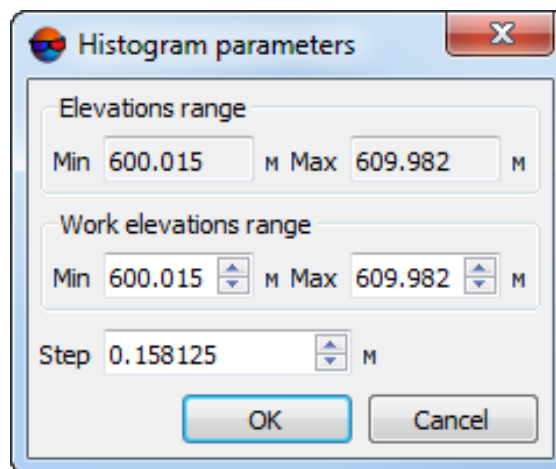 Histogram parameters
Elevations range
Min 600.015 м Max 609.982 м
Work elevations range
Min 600.015 м Max 609.982 м
Step 0.158125 м
OK Cancel